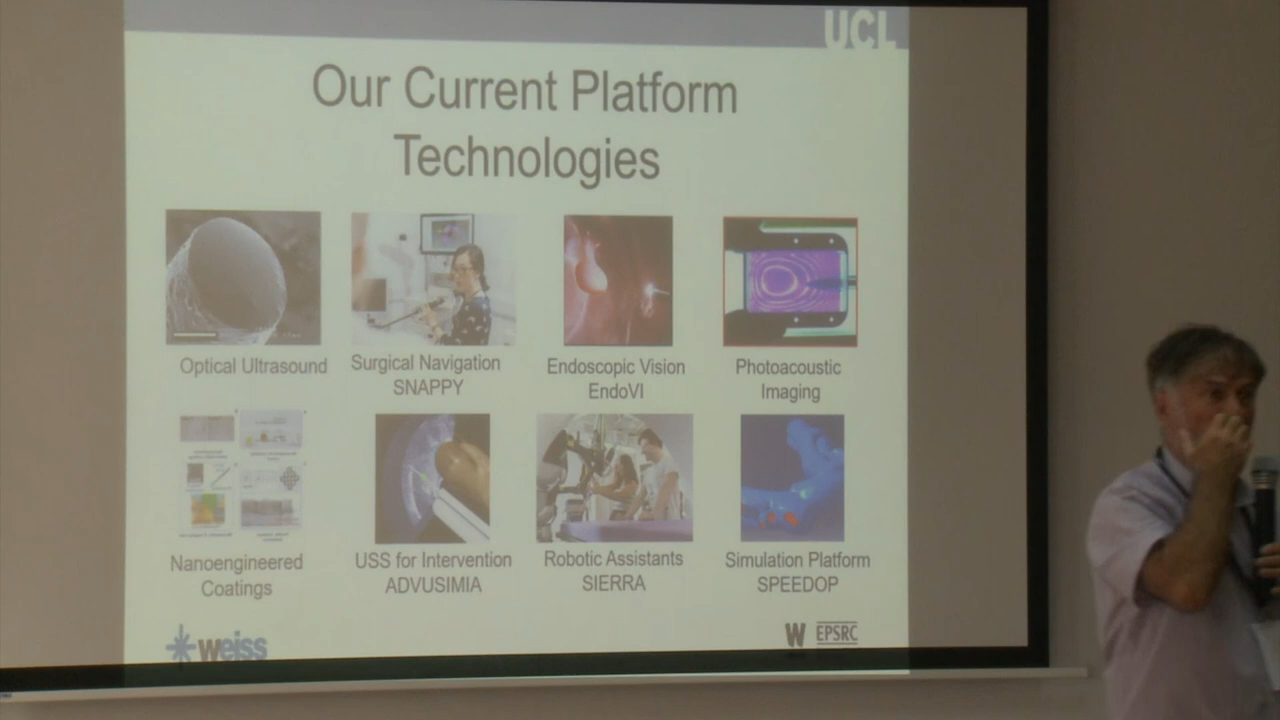 UCL
Our Current Platform
Technologies
Optical Ultrasound
Surgical Navigation
SNAPPY
Endoscopic Vision
EndoVI
Photoacoustic
Imaging
Nanoengineered
Coatings
USS for Intervention
ADVUSIMIA
Robotic Assistants
SIERRA
Simulation Platform
SPEEDOP
weiss
W
EPSRC